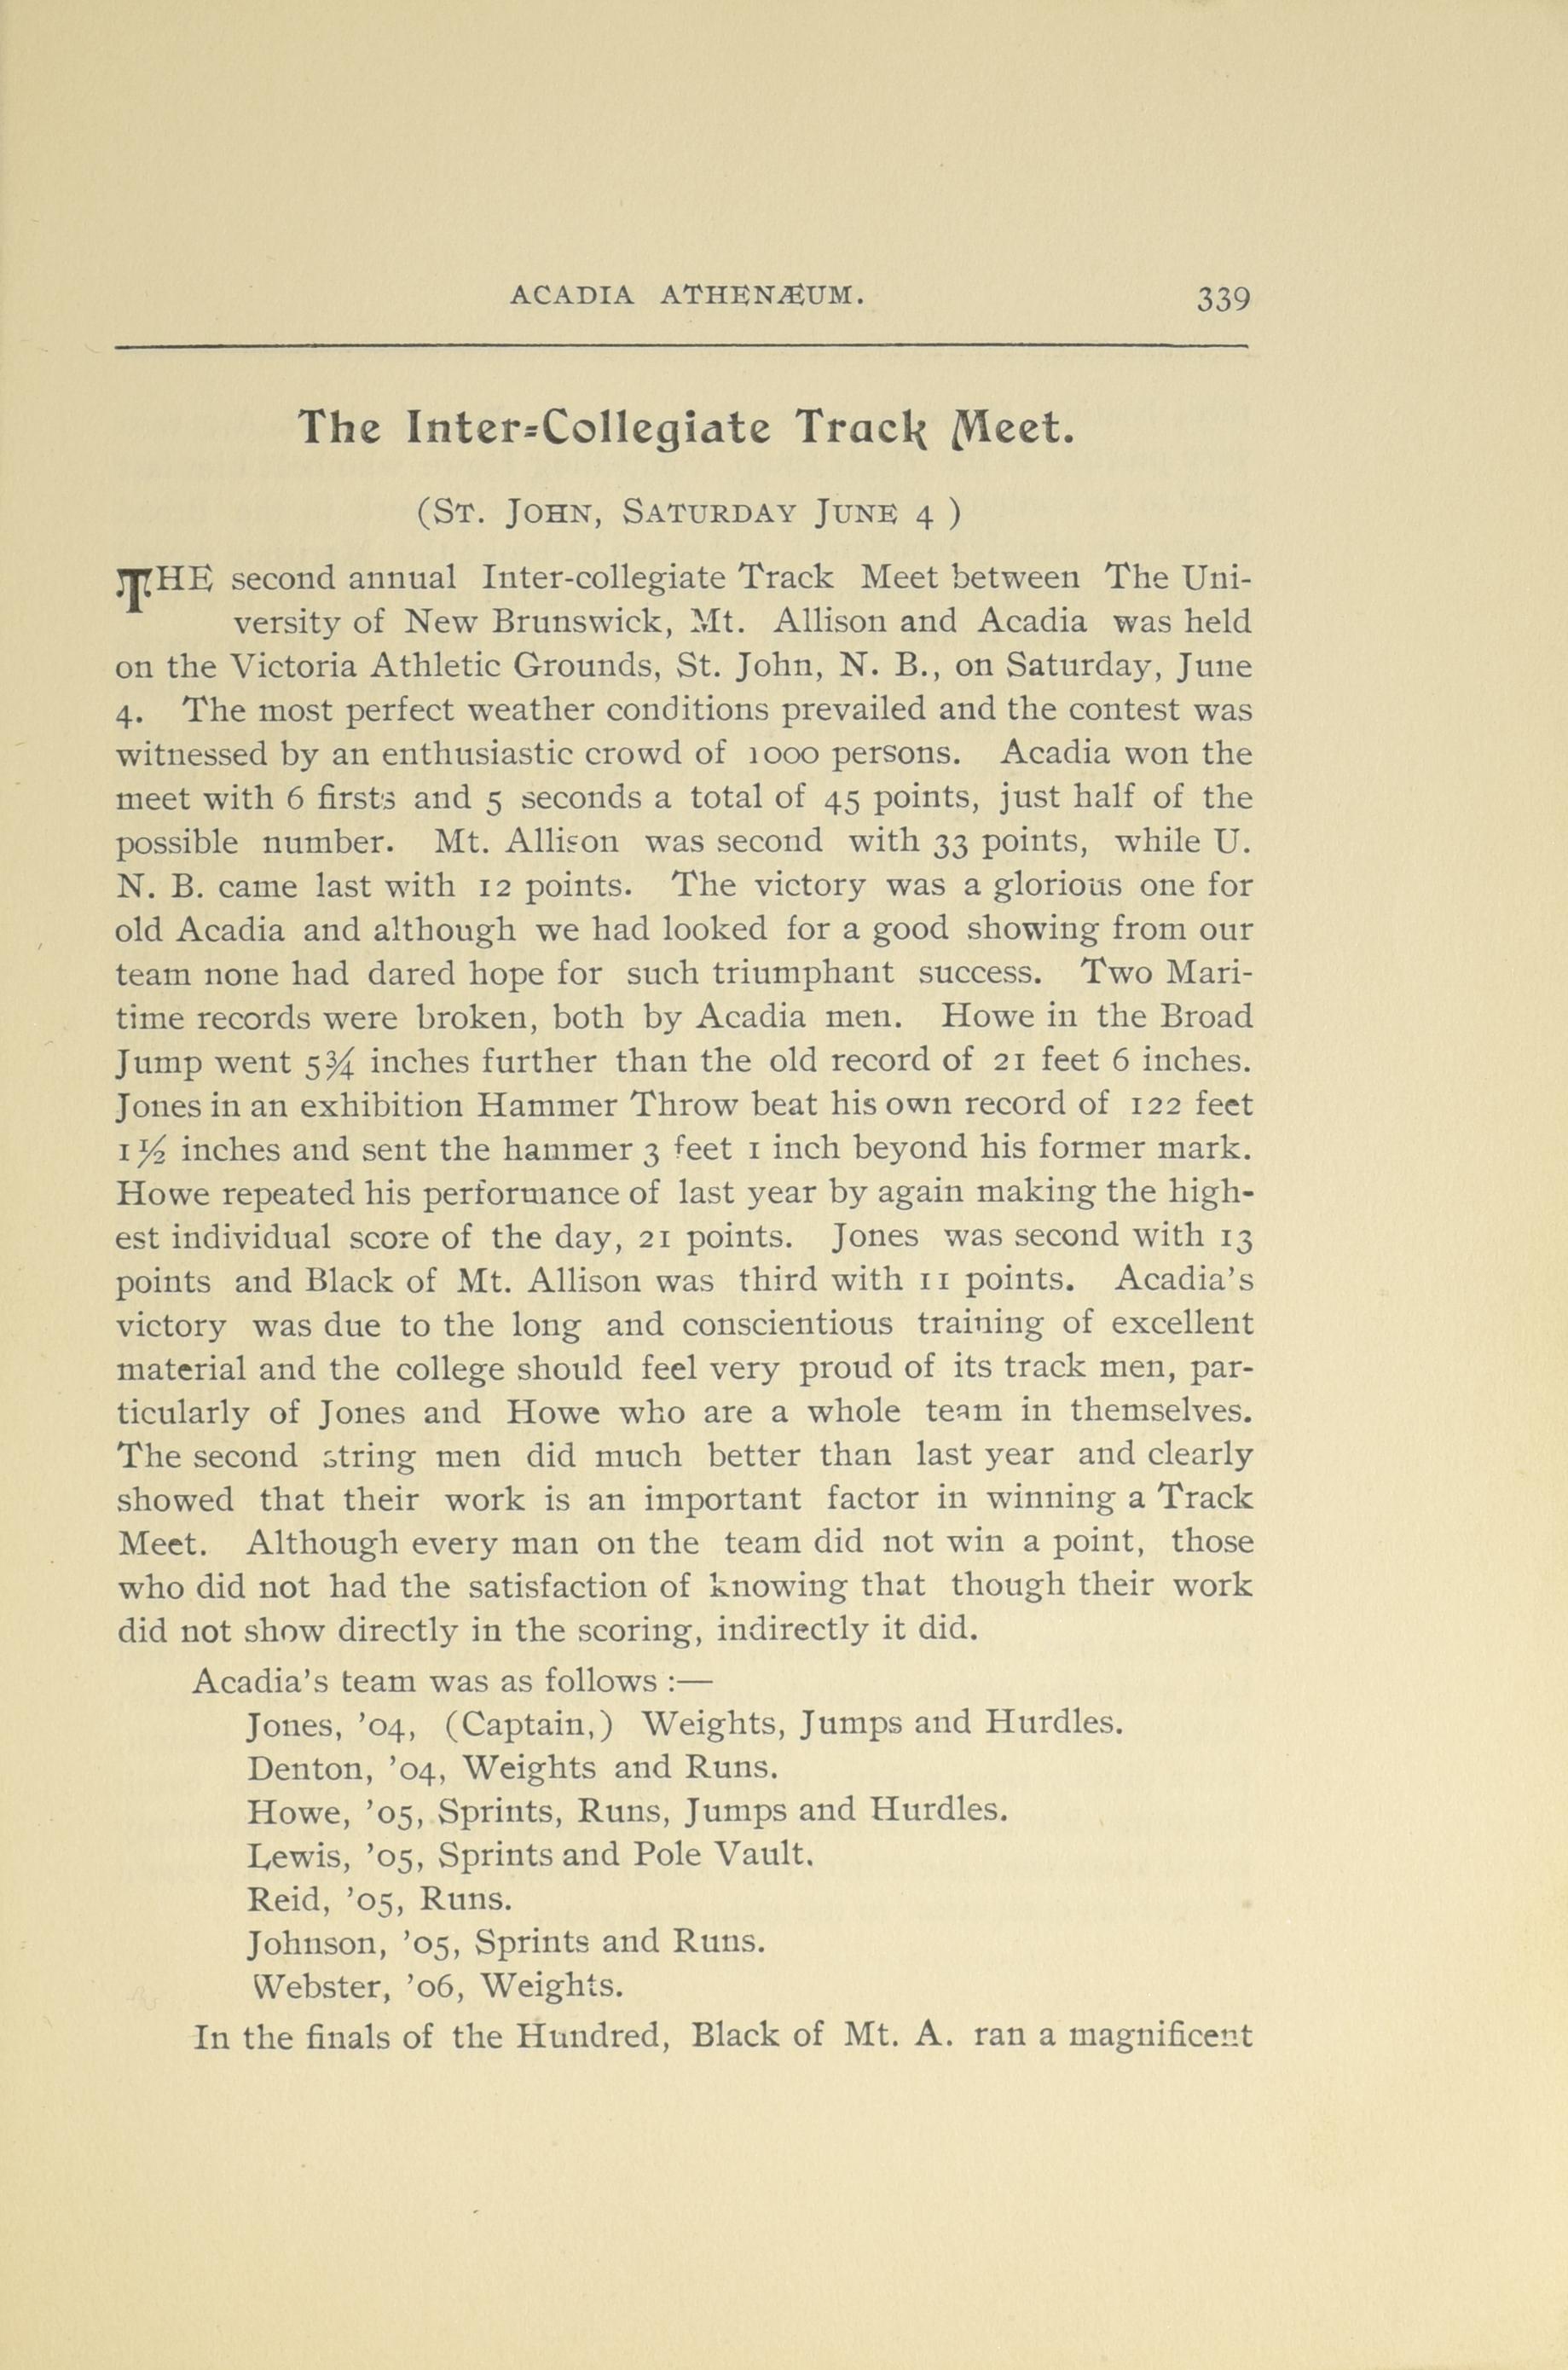 ACADIA ATHENÆUM. 339
The Inter-Collegiate Track Meet.
(St. John, Saturday June 4 )
THE second annual Inter-collegiate Track Meet between The Uni-
versity of New Brunswick, Mt. Allison and Acadia was held
on the Victoria Athletic Grounds, St. John, N. B., on Saturday, June
4. The most perfect weather conditions prevailed and the contest was
witnessed by an enthusiastic crowd of 1000 persons. Acadia won the
meet with 6 firsts and 5 seconds a total of 45 points, just half of the
possible number. Mt. Allison was second with 33 points, while U.
N. B. came last with 12 points. The victory was a glorious one for
old Acadia and although we had looked for a good showing from our
team none had dared hope for such triumphant success. Two Mari-
time records were broken, both by Acadia men. Howe in the Broad
Jump went 5¾ inches further than the old record of 21 feet 6 inches.
Jones in an exhibition Hammer Throw beat his own record of 122 feet
1½ inches and sent the hammer 3 feet 1 inch beyond his former mark.
Howe repeated his performance of last year by again making the high-
est individual score of the day, 21 points. Jones was second with 13
points and Black of Mt. Allison was third with 11 points. Acadia's
victory was due to the long and conscientious training of excellent
material and the college should feel very proud of its track men, par-
ticularly of Jones and Howe who are a whole team in themselves.
The second string men did much better than last year and clearly
showed that their work is an important factor in winning a Track
Meet. Although every man on the team did not win a point, those
who did not had the satisfaction of knowing that though their work
did not show directly in the scoring, indirectly it did.
Acadia's team was as follows :—
Jones, '04, (Captain,) Weights, Jumps and Hurdles.
Denton, '04, Weights and Runs.
Howe, '05, Sprints, Runs, Jumps and Hurdles.
Lewis, '05, Sprints and Pole Vault.
Reid, '05, Runs.
Johnson, '05, Sprints and Runs.
Webster, '06, Weights.
In the finals of the Hundred, Black of Mt. A. ran a magnificent